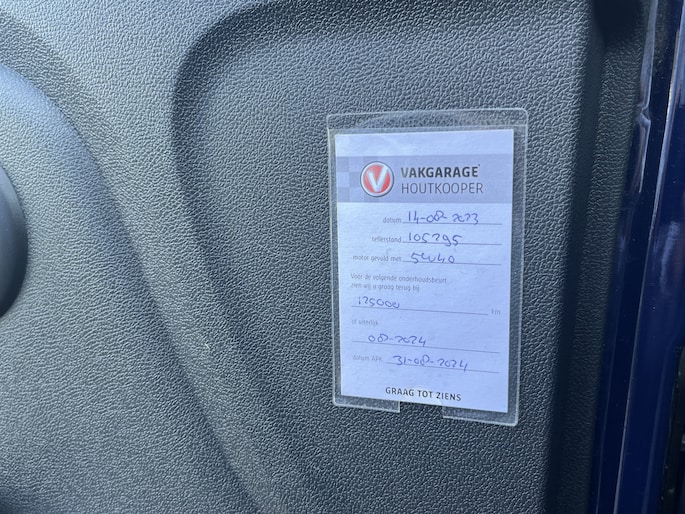 VAKGARAGE
HOUTKOOPER
datum 14-08-2023
tellerstand 105295
motor gevuld met 5W40
Voor de volgende onderhoudsbeurt
zien wij u graag terug bij
125000 km
of uiterlijk
08-2024
datum APK 31-08-2024
GRAAG TOT ZIENS